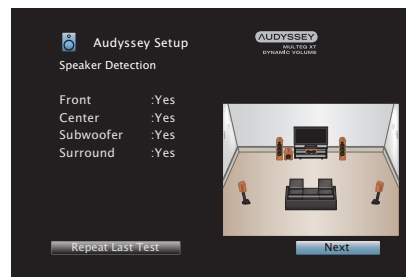 Audyssey Setup
AUDYSSEY
MULTEQ XT
DYNAMIC VOLUME
Speaker Detection
Front :Yes
Center :Yes
Subwoofer :Yes
Surround :Yes
Repeat Last Test
Next